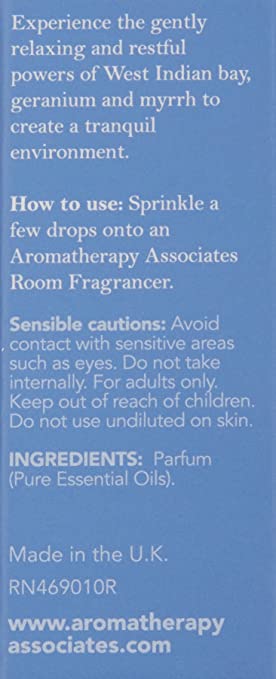 Experience the gently
relaxing and restful
powers of West Indian bay,
geranium and myrrh to
create a tranquil
environment.
How to use: Sprinkle a
few drops onto an
Aromatherapy Associates
Room Fragrancer.
Sensible cautions: Avoid
contact with sensitive areas
such as eyes. Do not take
internally. For adults only.
Keep out of reach of children.
Do not use undiluted on skin.
INGREDIENTS: Parfum
(Pure Essential Oils).
Made in the U.K.
RN469010R
www.aromatherapy
associates.com